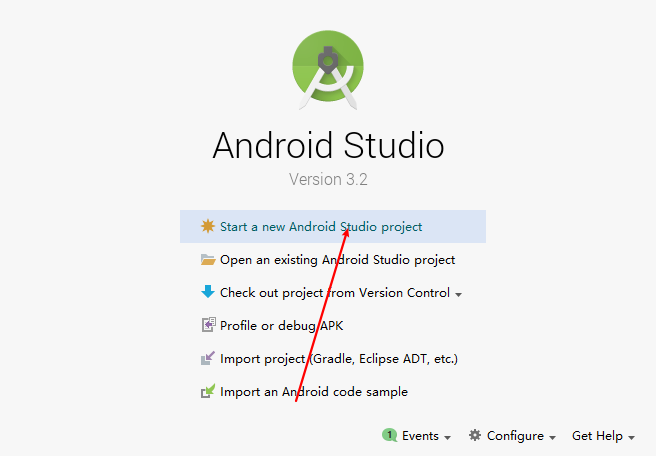 Android Studio
Version 3.2
Start a new Android Studio project
Open an existing Android Studio project
Check out project from Version Control
Profile or debug APK
Import project (Gradle, Eclipse ADT, etc.)
Import an Android code sample
1 Events Configure Get Help